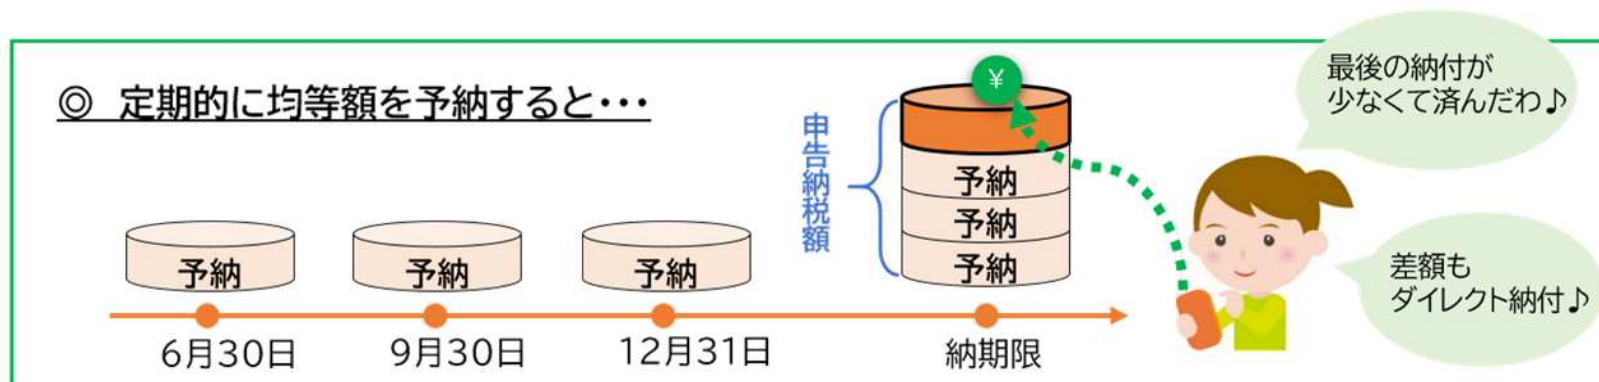 ◎ 定期的に均等額を予納すると・・・
予納
予納
予納
6月30日
9月30日
12月31日
申告納税額
¥
予納
予納
予納
納期限
最後の納付が
少なくて済んだわ♪
差額も
ダイレクト納付♪